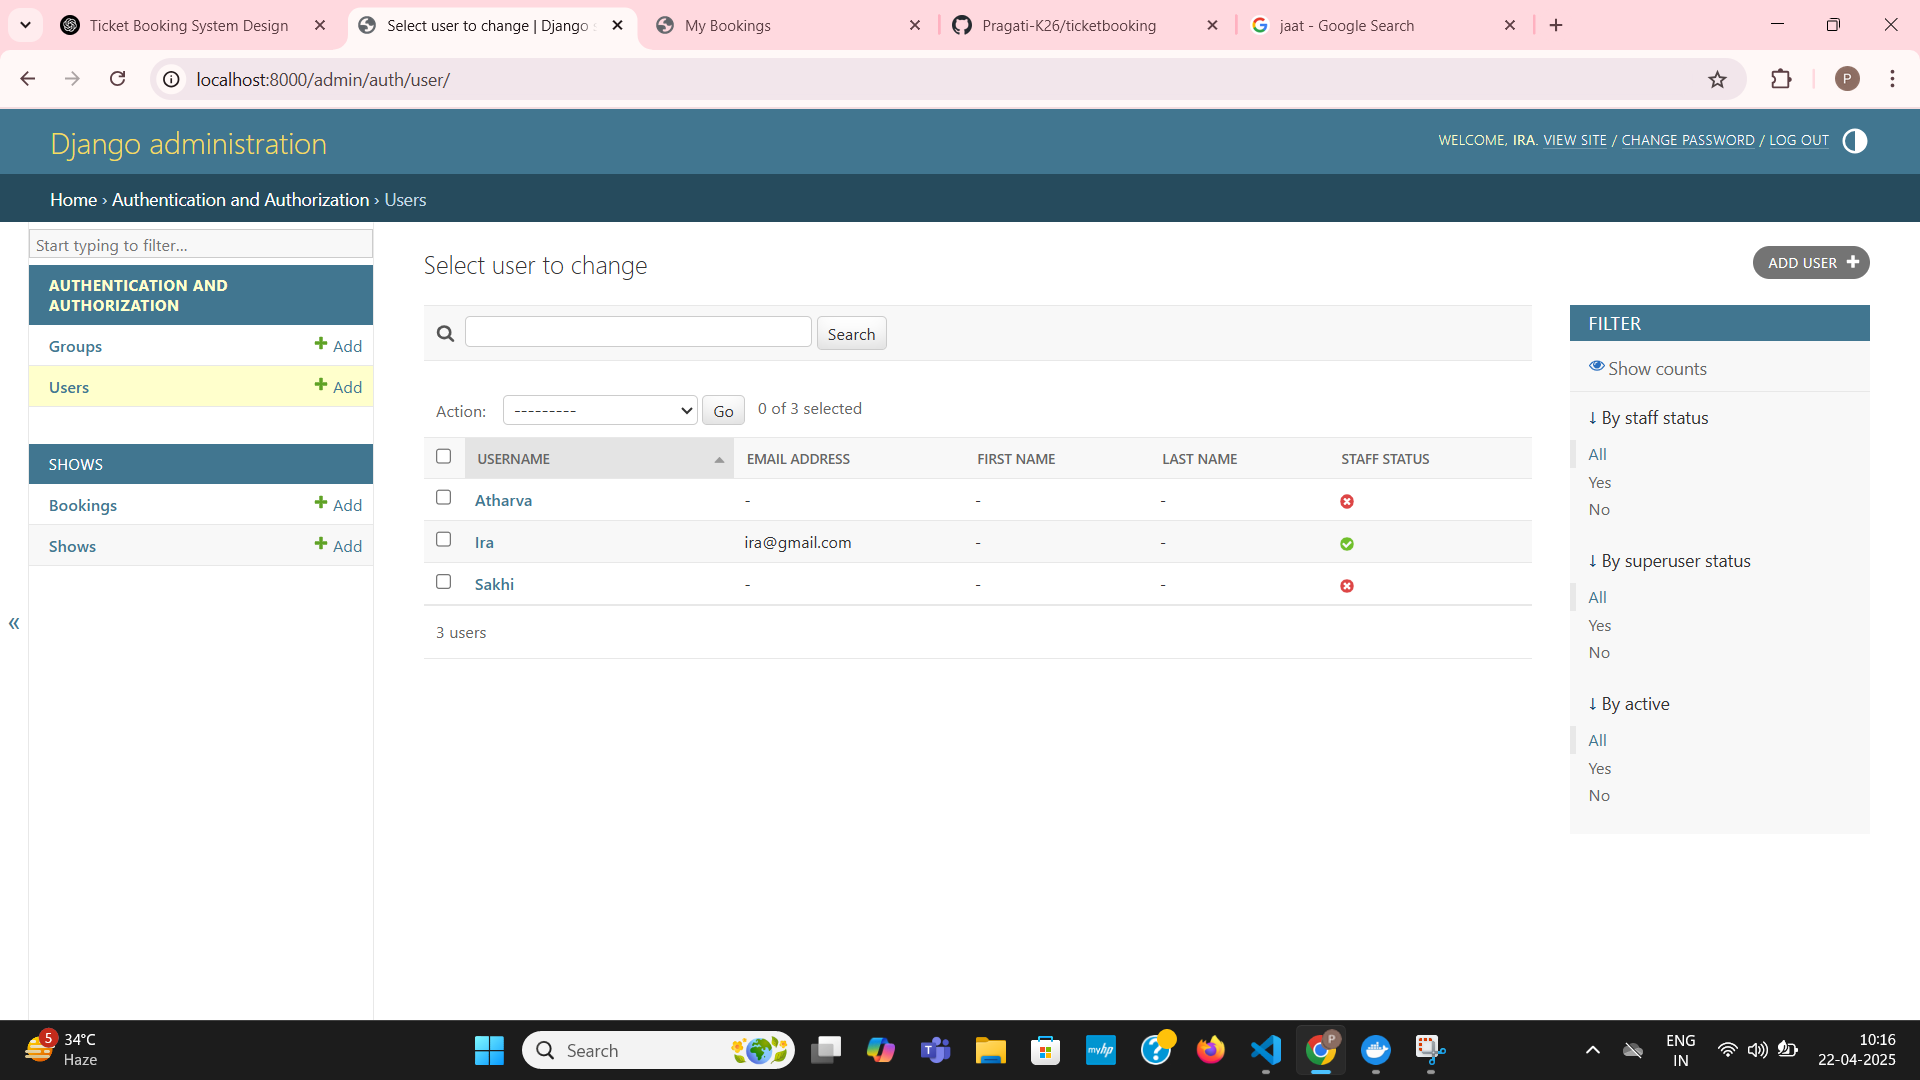 Ticket Booking System Design
Select user to change | Django s
My Bookings
Pragati-K26/ticketbooking
jaat - Google Search
localhost:8000/admin/auth/user/
P
Django administration
WELCOME, IRA. VIEW SITE / CHANGE PASSWORD / LOG OUT
Home › Authentication and Authorization › Users
Start typing to filter...
AUTHENTICATION AND
AUTHORIZATION
Groups + Add
Users + Add
SHOWS
Bookings + Add
Shows + Add
«
Select user to change
ADD USER +
Search
Action: --------- Go 0 of 3 selected
USERNAME EMAIL ADDRESS FIRST NAME LAST NAME STAFF STATUS
Atharva - - -
Ira ira@gmail.com - -
Sakhi - - -
3 users
FILTER
Show counts
↓ By staff status
All
Yes
No
↓ By superuser status
All
Yes
No
↓ By active
All
Yes
No
5
34°C
Haze
Search
myhp
P
ENG
IN
10:16
22-04-2025